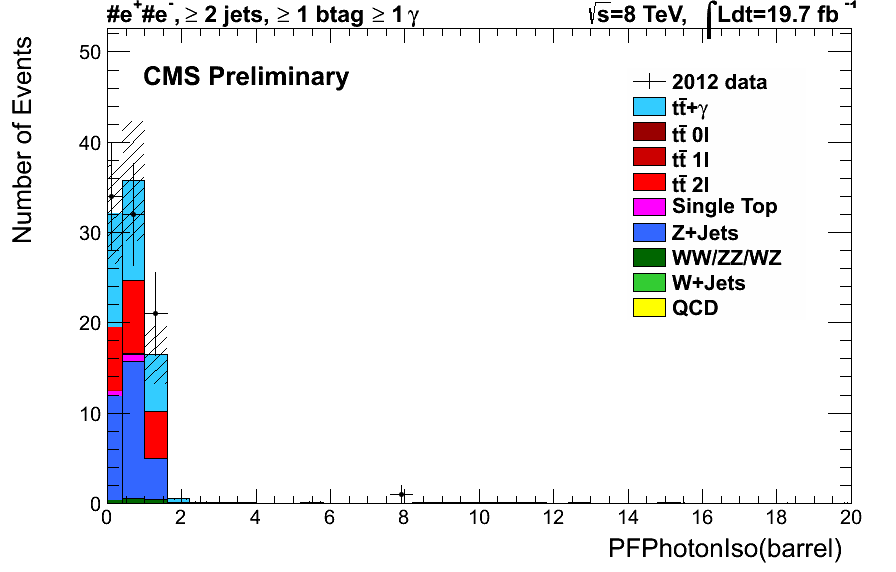 #e⁺#e⁻, ≥ 2 jets, ≥ 1 btag ≥ 1 γ
√s=8 TeV, ∫Ldt=19.7 fb⁻¹
CMS Preliminary
2012 data
tt̄+γ
tt̄ 0l
tt̄ 1l
tt̄ 2l
Single Top
Z+Jets
WW/ZZ/WZ
W+Jets
QCD
Number of Events
50
40
30
20
10
0
0 2 4 6 8 10 12 14 16 18 20
PFPhotonIso(barrel)